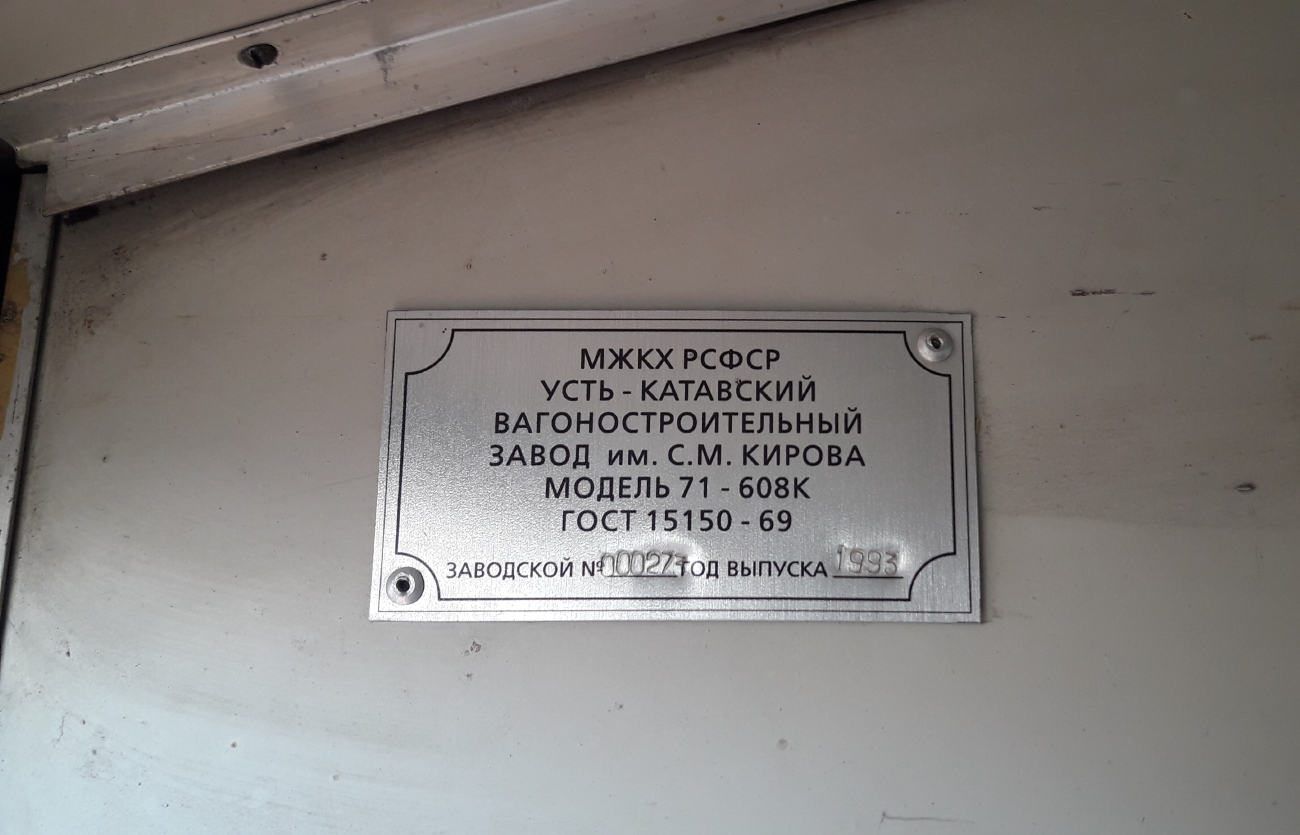 МЖКХ РСФСР
УСТЬ - КАТАВСКИЙ
ВАГОНОСТРОИТЕЛЬНЫЙ
ЗАВОД им. С.М. КИРОВА
МОДЕЛЬ 71 - 608К
ГОСТ 15150 - 69
ЗАВОДСКОЙ № 000273 ГОД ВЫПУСКА 1993